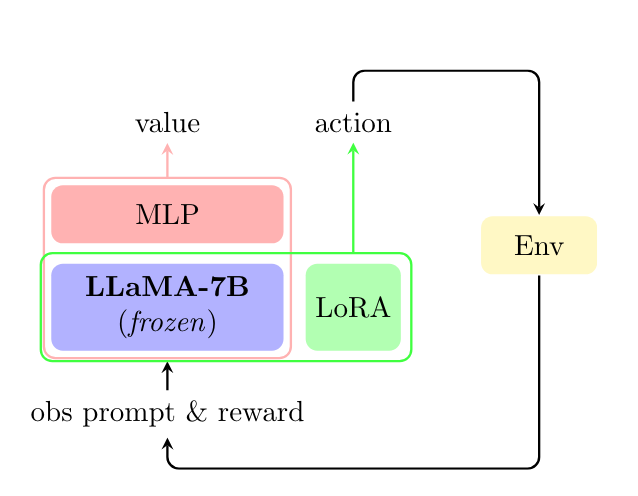 value
action
MLP
Env
LLaMA-7B
(frozen)
LoRA
obs prompt & reward